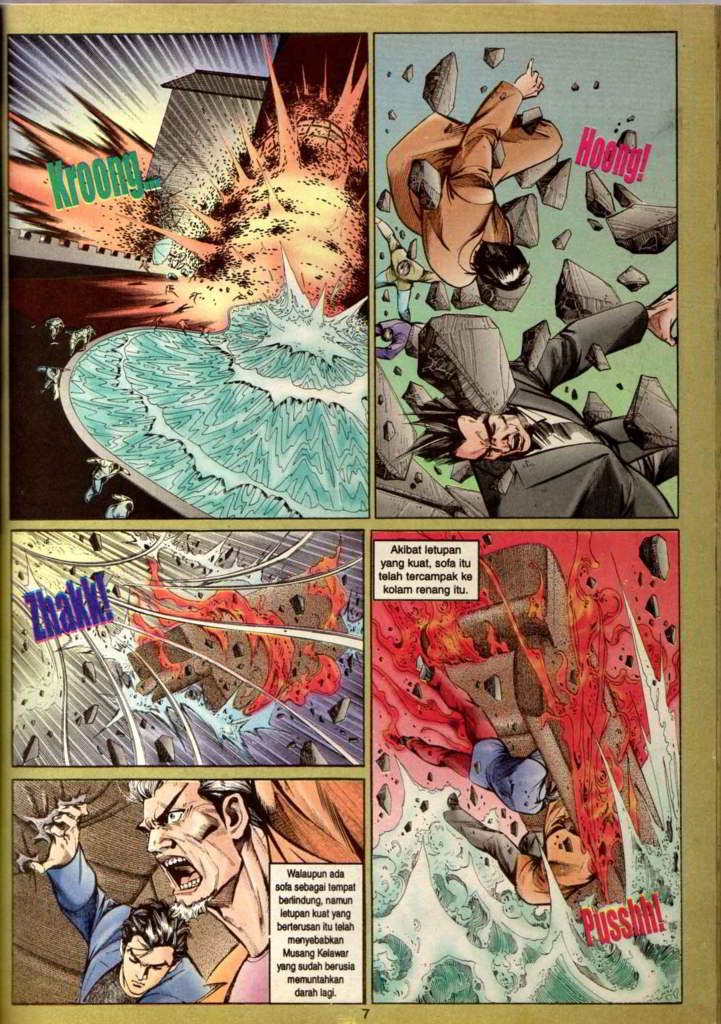 Kroong...
Hoong!
Zhakk!
Akibat letupan
yang kuat, sofa itu
telah tercampak ke
kolam renang itu.
Pusshh!
Walaupun ada
sofa sebagai tempat
berlindung, namun
letupan kuat yang
berterusan itu telah
menyebabkan
Musang Kelawar
yang sudah berusia
memuntahkan
darah lagi.
7